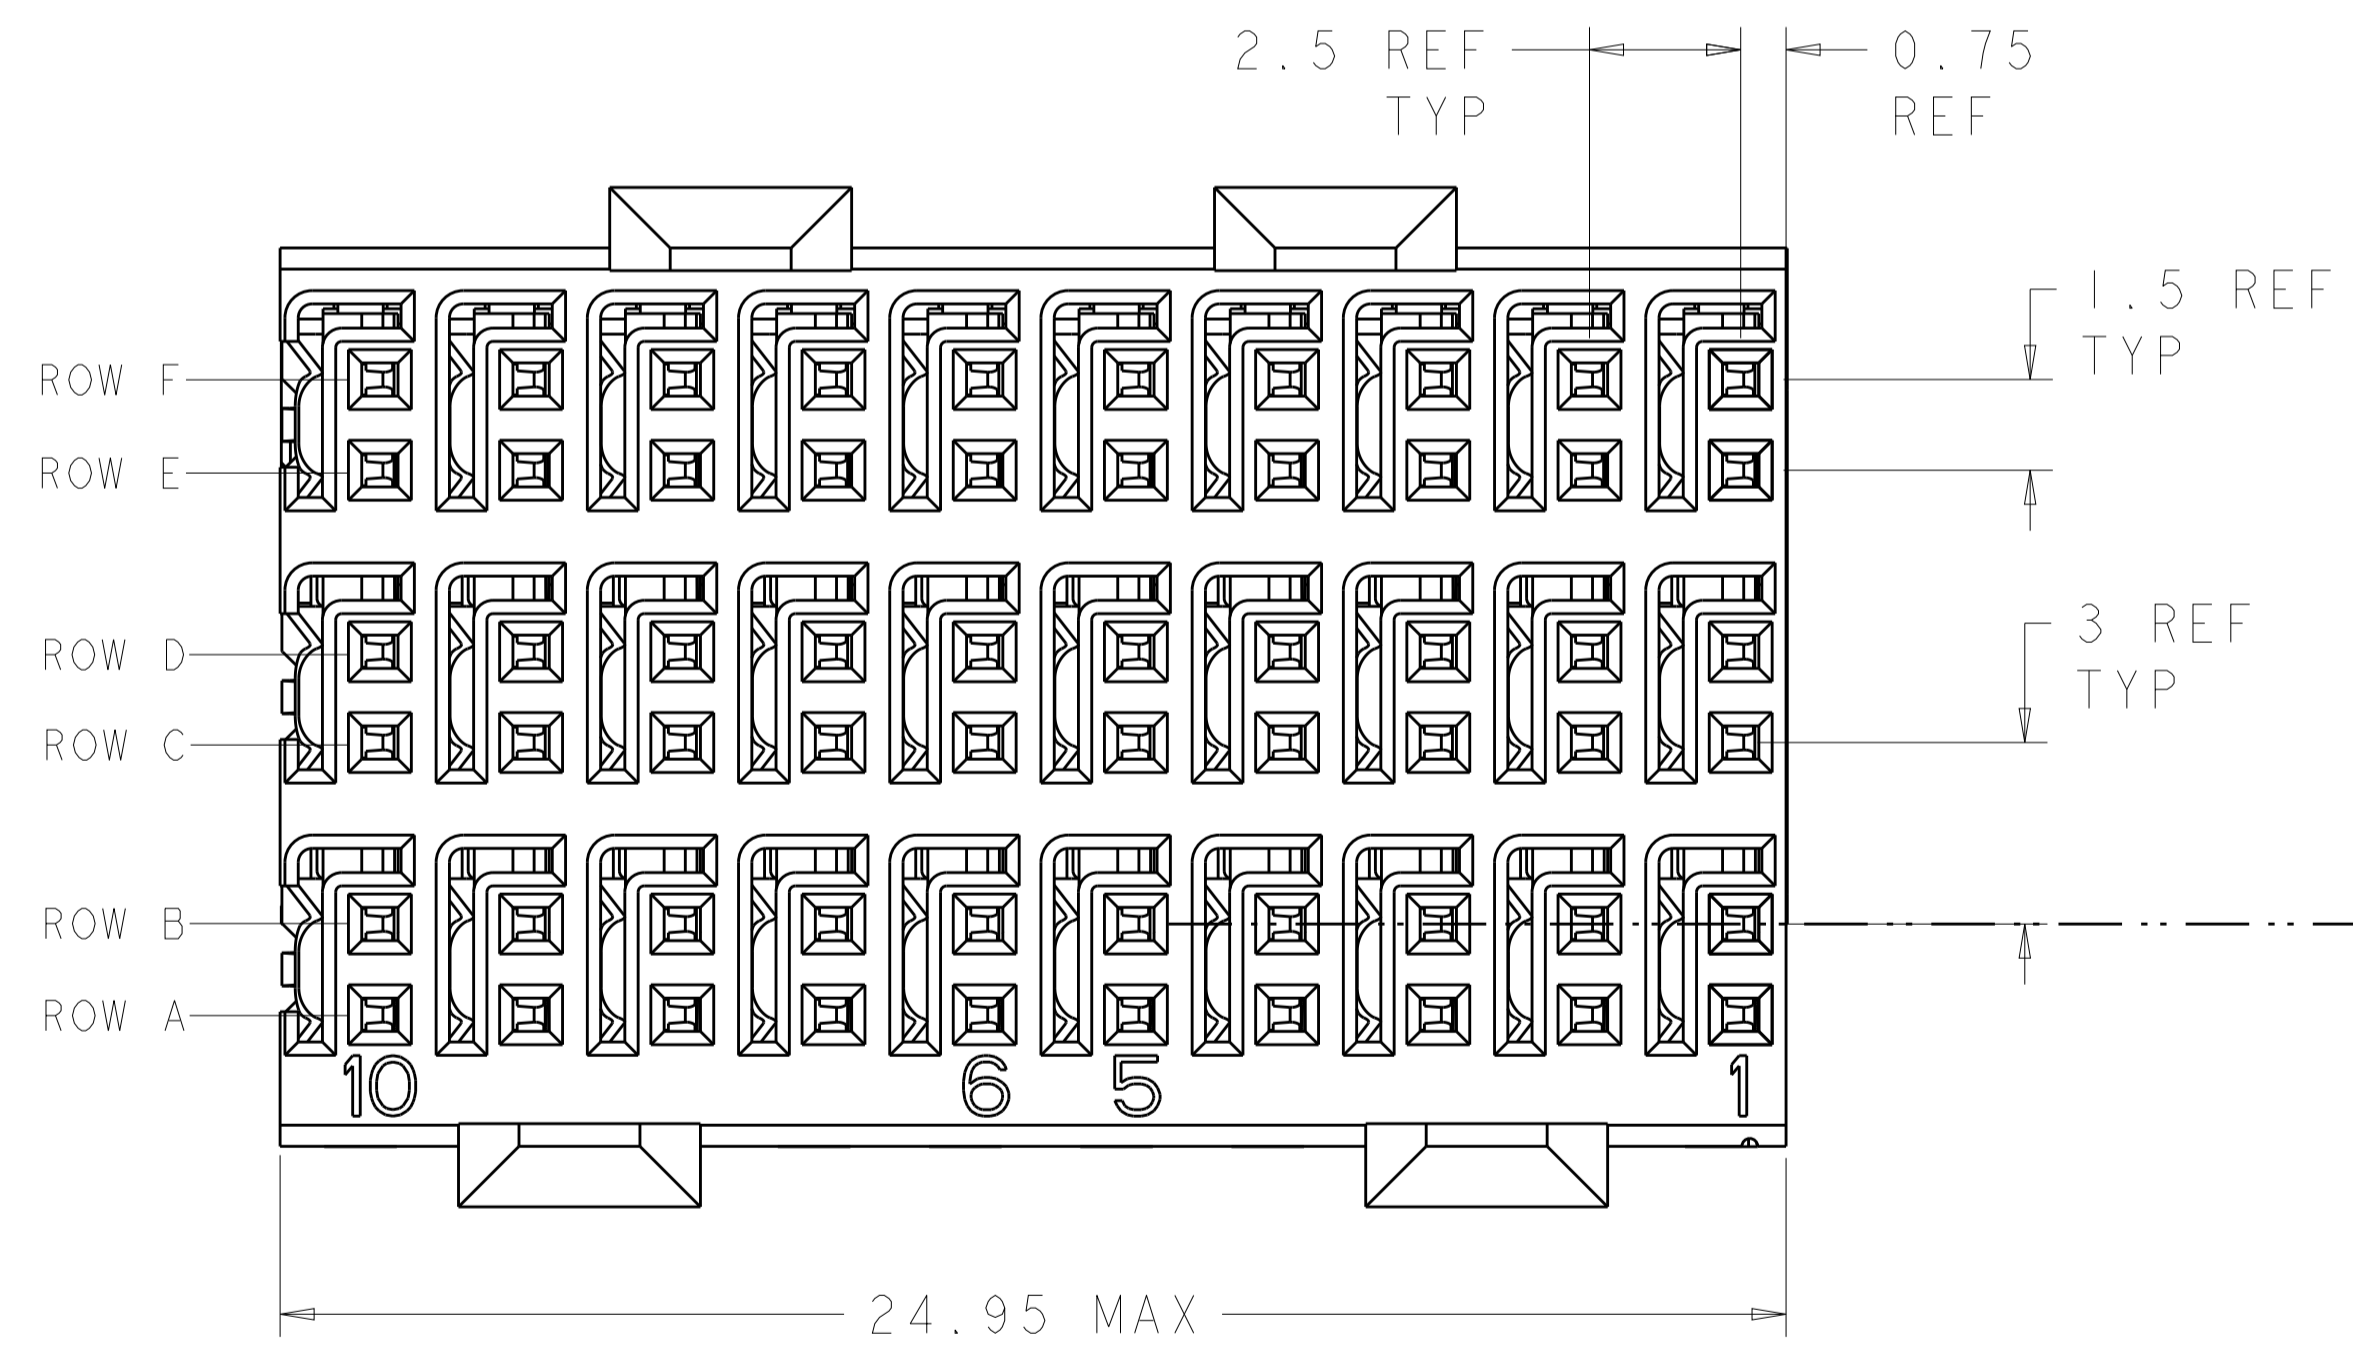 2.5 REF
TYP
0.75
REF
1.5 REF
TYP
ROW F
ROW E
3 REF
TYP
ROW D
ROW C
ROW B
ROW A
10 6 5 1
24.95 MAX